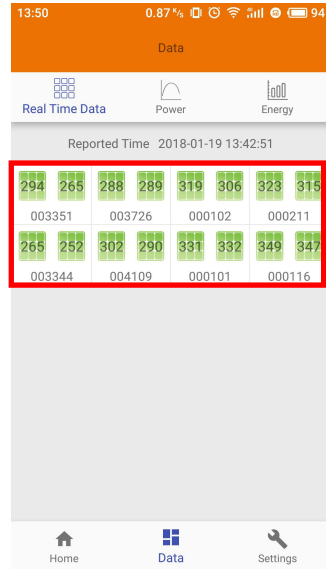 13:50 0.87 K/s 94
Data
Real Time Data Power Energy
Reported Time 2018-01-19 13:42:51
294 265 288 289 319 306 323 315
003351 003726 000102 000211
265 252 302 290 331 332 349 347
003344 004109 000101 000116
Home Data Settings